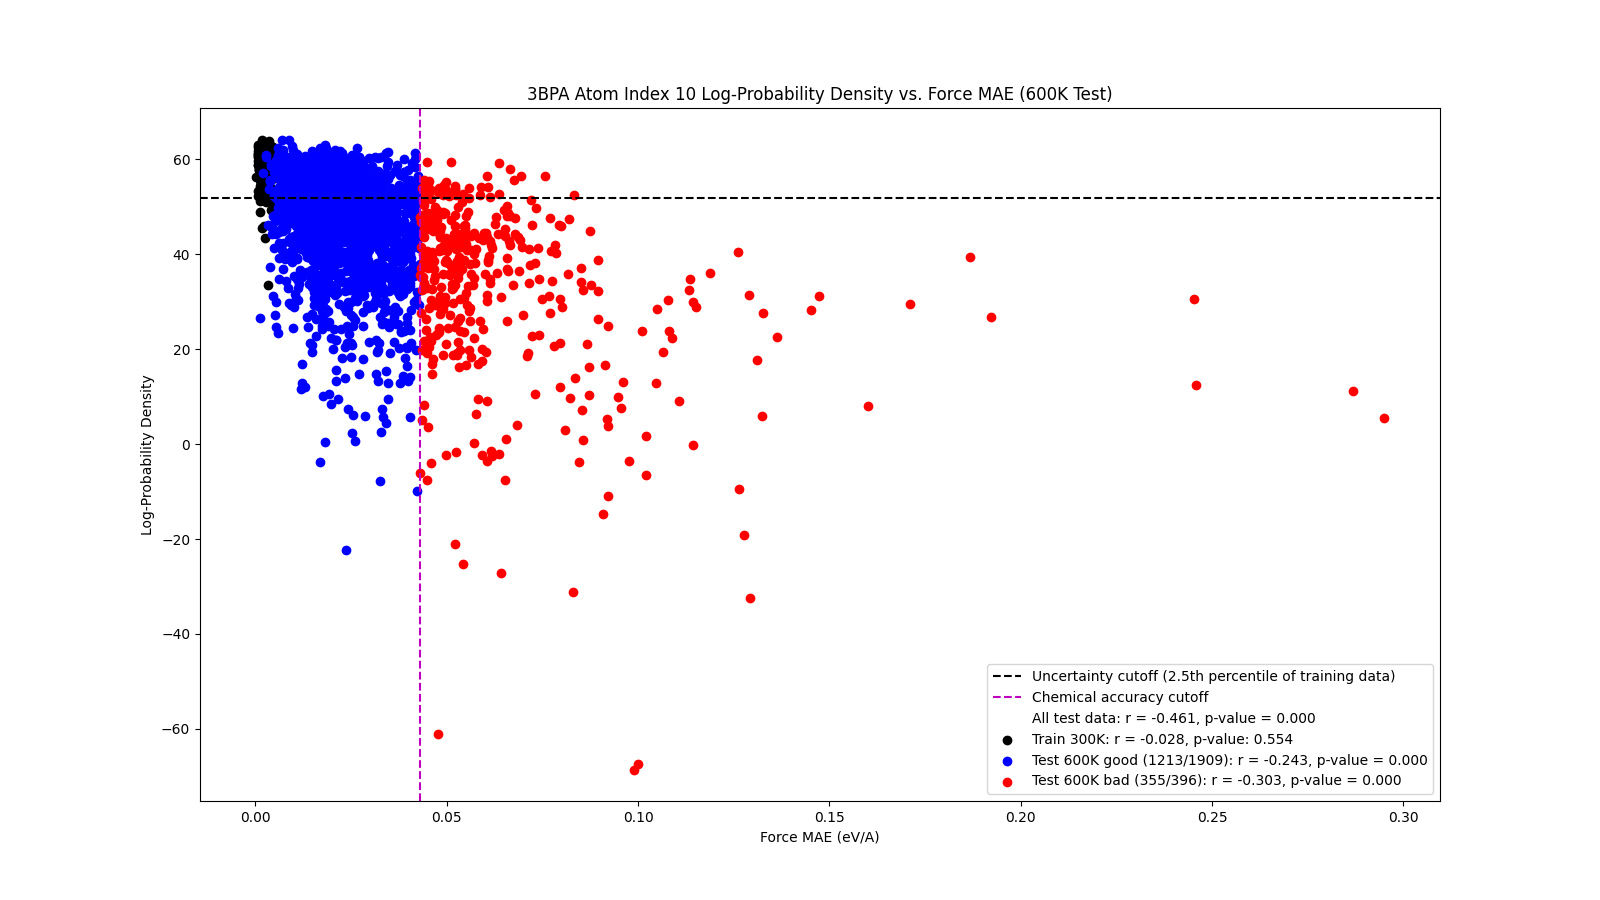 3BPA Atom Index 10 Log-Probability Density vs. Force MAE (600K Test)
Log-Probability Density
60
40
20
0
−20
−40
−60
Uncertainty cutoff (2.5th percentile of training data)
Chemical accuracy cutoff
All test data: r = -0.461, p-value = 0.000
Train 300K: r = -0.028, p-value: 0.554
Test 600K good (1213/1909): r = -0.243, p-value = 0.000
Test 600K bad (355/396): r = -0.303, p-value = 0.000
0.00 0.05 0.10 0.15 0.20 0.25 0.30
Force MAE (eV/A)